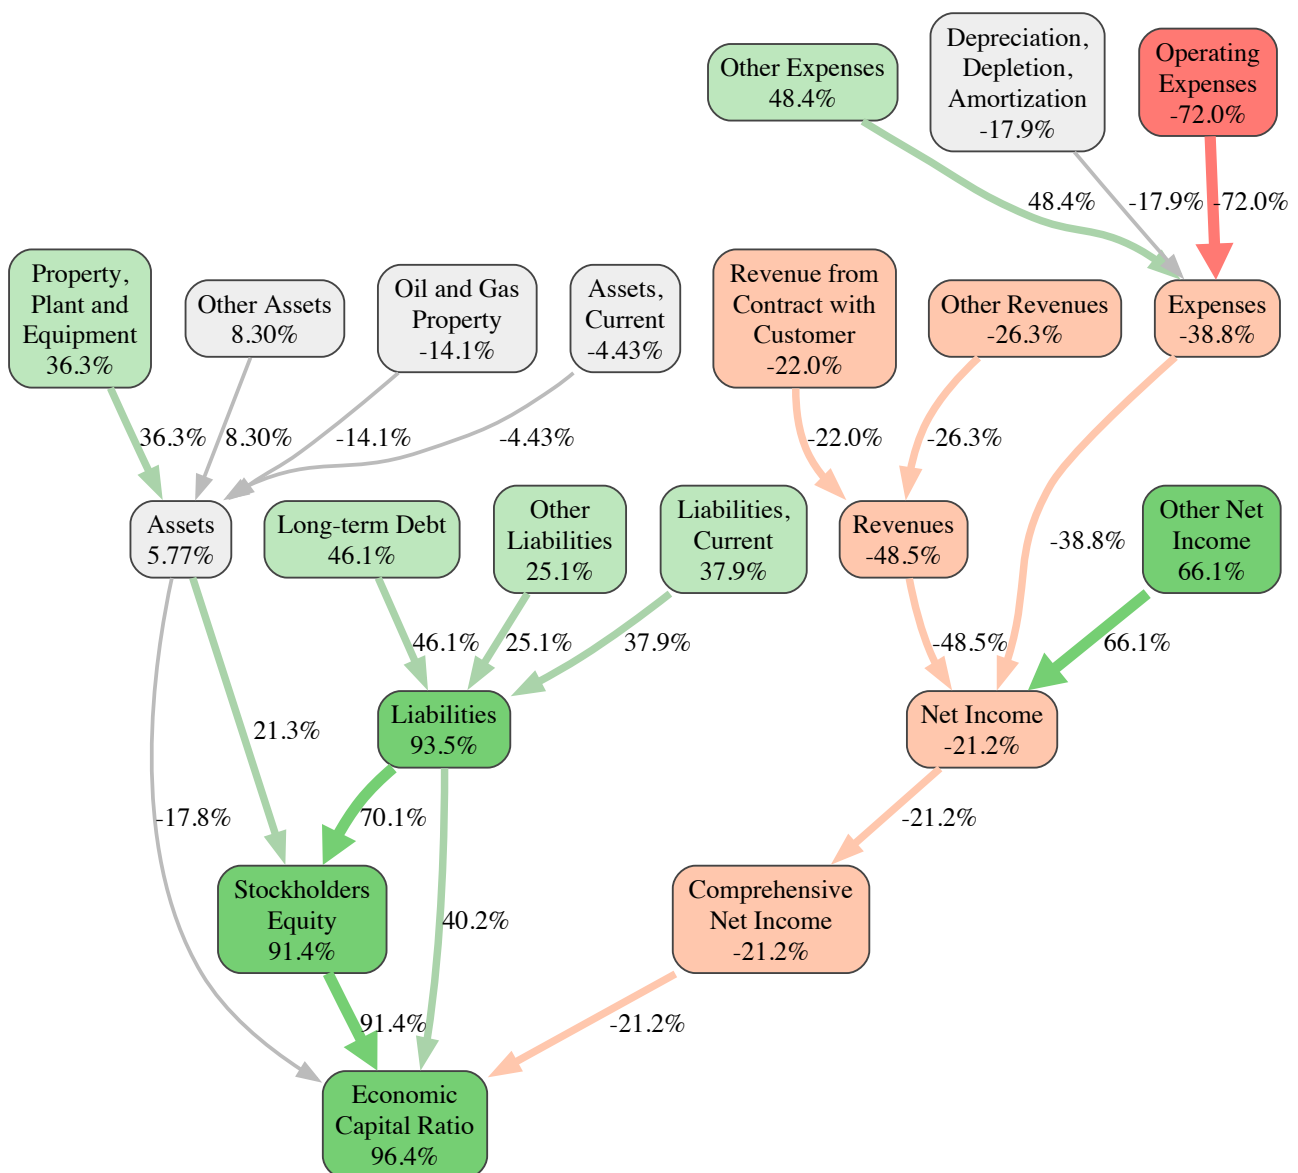 Other Expenses
48.4%
Depreciation,
Depletion,
Amortization
-17.9%
Operating
Expenses
-72.0%
48.4%
-17.9%
-72.0%
Property,
Plant and
Equipment
36.3%
Other Assets
8.30%
Oil and Gas
Property
-14.1%
Assets,
Current
-4.43%
Revenue from
Contract with
Customer
-22.0%
Other Revenues
-26.3%
Expenses
-38.8%
36.3%
8.30%
-14.1%
-4.43%
-22.0%
-26.3%
Assets
5.77%
Long-term Debt
46.1%
Other
Liabilities
25.1%
Liabilities,
Current
37.9%
Revenues
-48.5%
-38.8%
Other Net
Income
66.1%
46.1%
25.1%
37.9%
-48.5%
66.1%
21.3%
Liabilities
93.5%
Net Income
-21.2%
-17.8%
70.1%
-21.2%
Stockholders
Equity
91.4%
40.2%
Comprehensive
Net Income
-21.2%
91.4%
-21.2%
Economic
Capital Ratio
96.4%